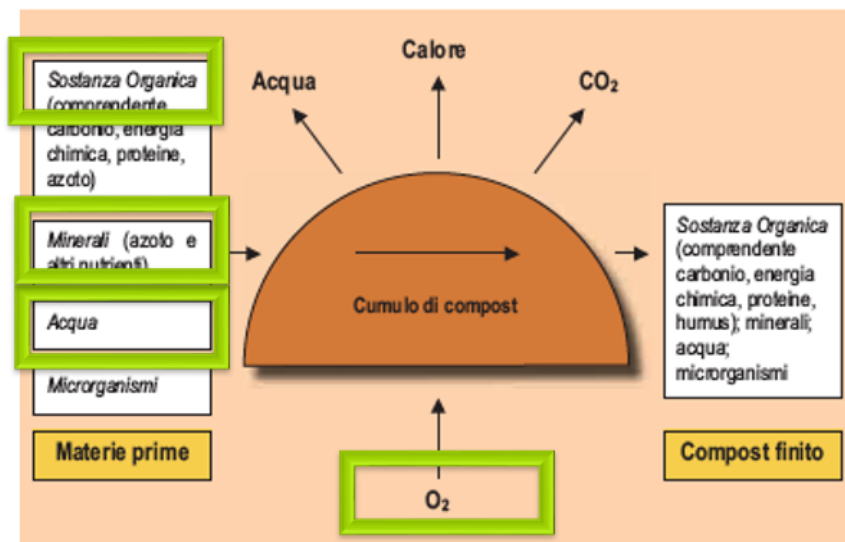 Sostanza Organica
(comprendente
carbonio, energia
chimica, proteine,
azoto)
Minerali (azoto e
altri nutrienti)
Acqua
Microrganismi
Materie prime
Acqua
Calore
CO₂
Cumulo di compost
O₂
Sostanza Organica
(comprendente
carbonio, energia
chimica, proteine,
humus); minerali;
acqua;
microrganismi
Compost finito